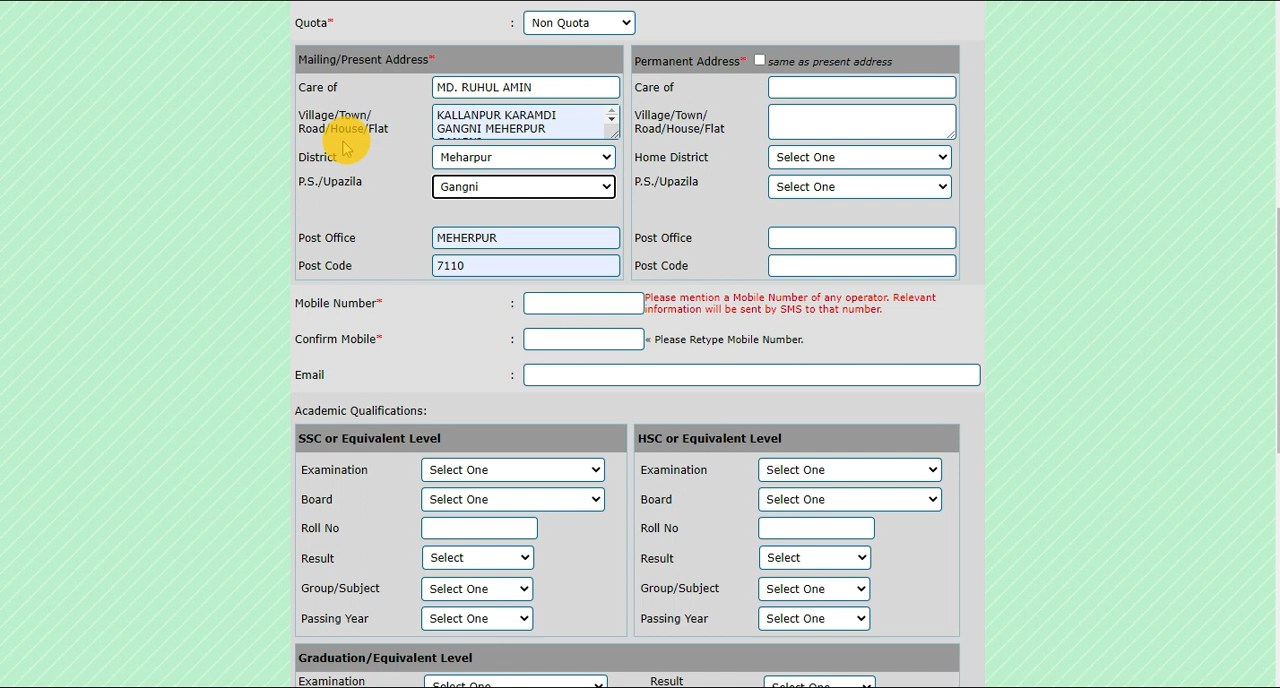 Quota* : Non Quota
Mailing/Present Address*
Care of MD. RUHUL AMIN
Village/Town/ Road/House/Flat KALLANPUR KARAMDI GANGNI MEHERPUR
District Meharpur
P.S./Upazila Gangni
Post Office MEHERPUR
Post Code 7110
Permanent Address* same as present address
Care of
Village/Town/ Road/House/Flat
Home District Select One
P.S./Upazila Select One
Post Office
Post Code
Mobile Number* : Please mention a Mobile Number of any operator. Relevant
information will be sent by SMS to that number.
Confirm Mobile* : « Please Retype Mobile Number.
Email :
Academic Qualifications:
SSC or Equivalent Level
Examination Select One
Board Select One
Roll No
Result Select
Group/Subject Select One
Passing Year Select One
HSC or Equivalent Level
Examination Select One
Board Select One
Roll No
Result Select
Group/Subject Select One
Passing Year Select One
Graduation/Equivalent Level
Examination Select One Result Select One